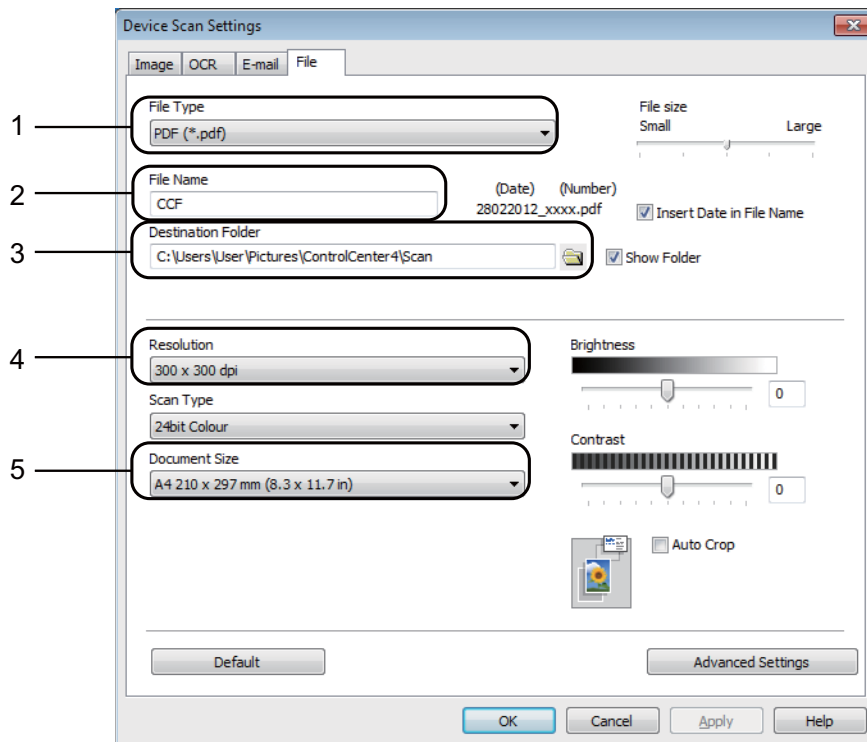 Device Scan Settings
Image OCR E-mail File
1
File Type
PDF (*.pdf)
File size
Small Large
2
File Name
CCF
(Date) (Number)
28022012_xxxx.pdf
Insert Date in File Name
3
Destination Folder
C:\Users\User\Pictures\ControlCenter4\Scan
Show Folder
4
Resolution
300 x 300 dpi
Brightness
0
Scan Type
24bit Colour
Contrast
0
5
Document Size
A4 210 x 297 mm (8.3 x 11.7 in)
Auto Crop
Default
Advanced Settings
OK Cancel Apply Help